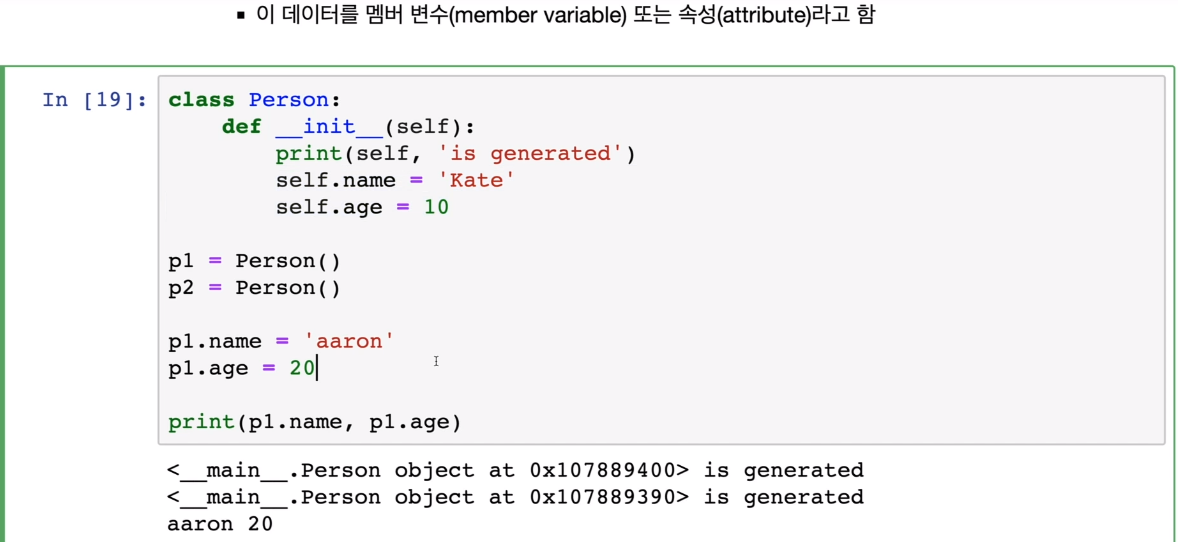 ▪ 이 데이터를 멤버 변수(member variable) 또는 속성(attribute)라고 함
In [19]: class Person:
    def __init__(self):
        print(self, 'is generated')
        self.name = 'Kate'
        self.age = 10
p1 = Person()
p2 = Person()
p1.name = 'aaron'
p1.age = 20
print(p1.name, p1.age)
<__main__.Person object at 0x107889400> is generated
<__main__.Person object at 0x107889390> is generated
aaron 20